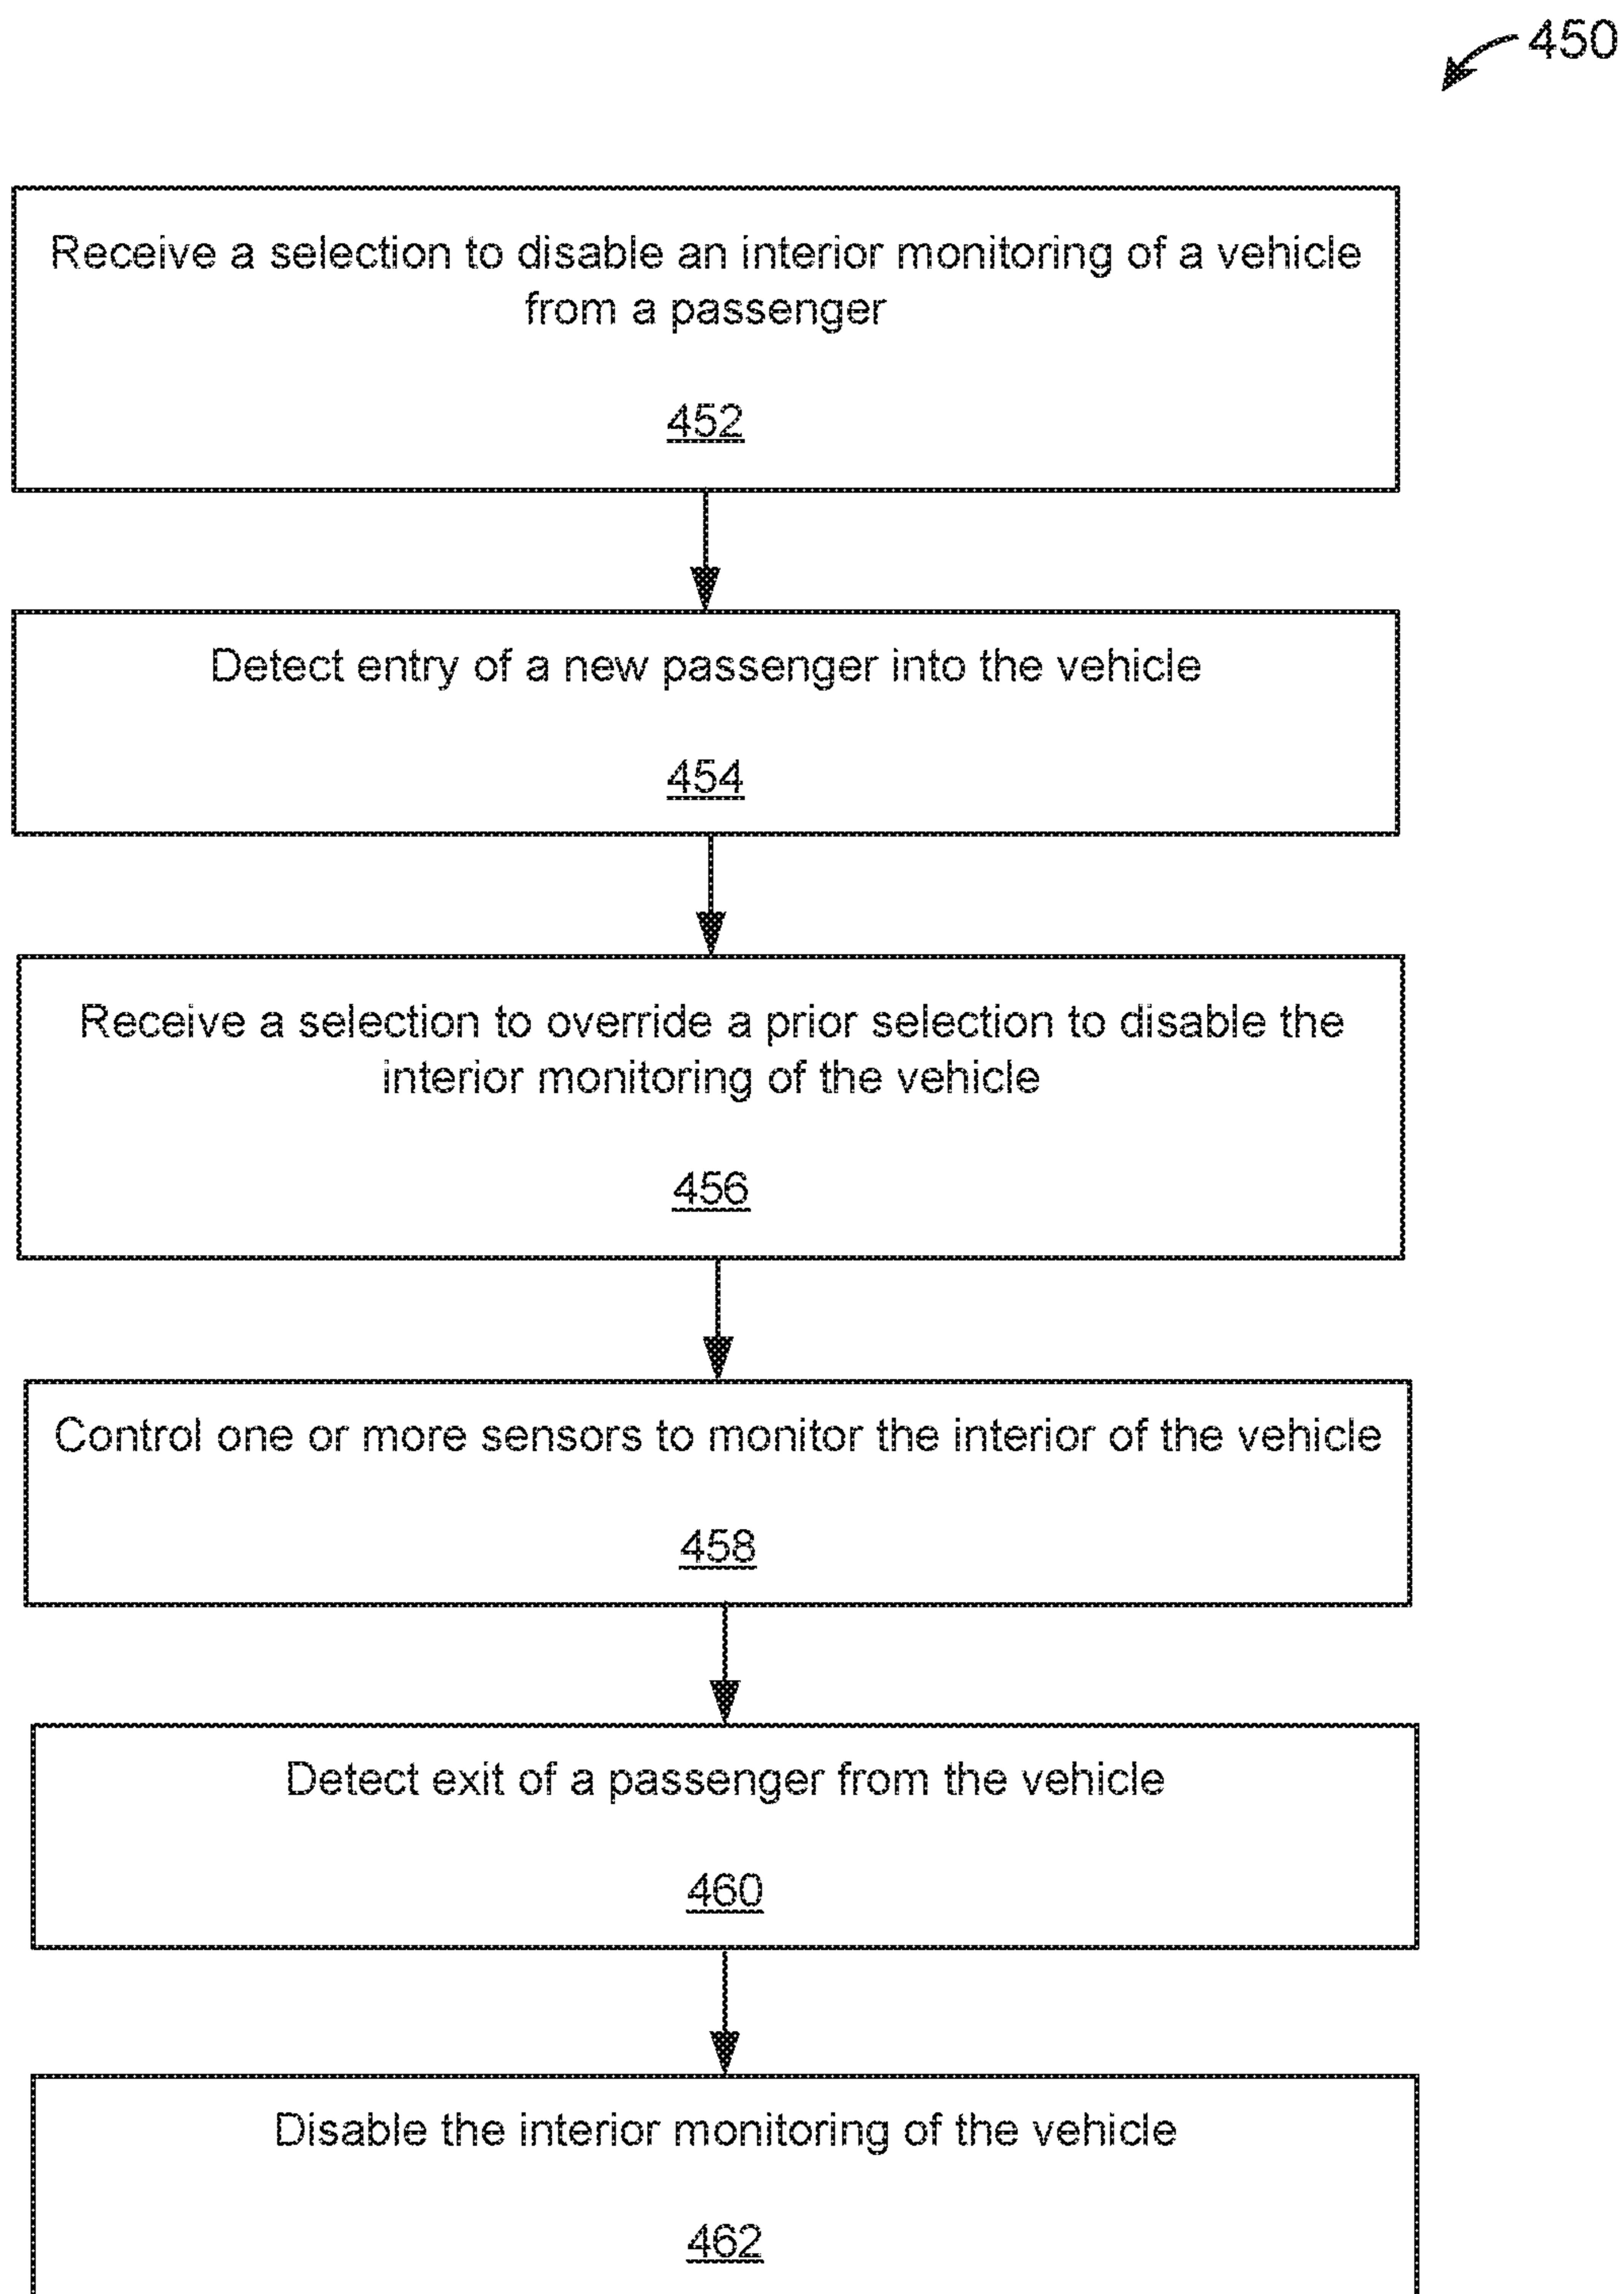 450
Receive a selection to disable an interior monitoring of a vehicle
from a passenger
452
Detect entry of a new passenger into the vehicle
454
Receive a selection to override a prior selection to disable the
interior monitoring of the vehicle
456
Control one or more sensors to monitor the interior of the vehicle
458
Detect exit of a passenger from the vehicle
460
Disable the interior monitoring of the vehicle
462